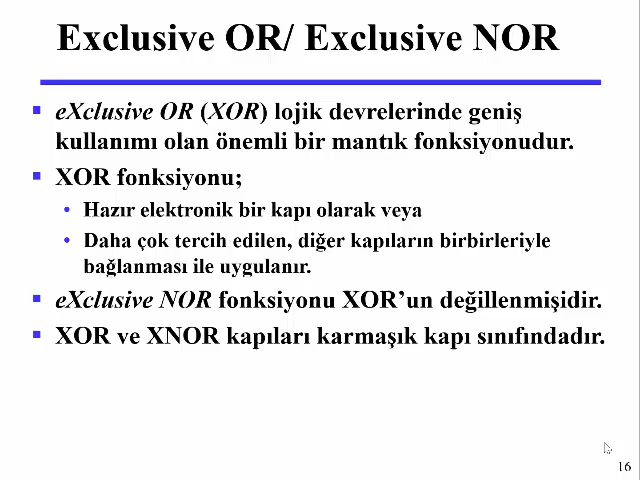 Exclusive OR/ Exclusive NOR
▪ eXclusive OR (XOR) lojik devrelerinde geniş
kullanımı olan önemli bir mantık fonksiyonudur.
▪ XOR fonksiyonu;
• Hazır elektronik bir kapı olarak veya
• Daha çok tercih edilen, diğer kapıların birbirleriyle
bağlanması ile uygulanır.
▪ eXclusive NOR fonksiyonu XOR’un değillenmişidir.
▪ XOR ve XNOR kapıları karmaşık kapı sınıfındadır.
16